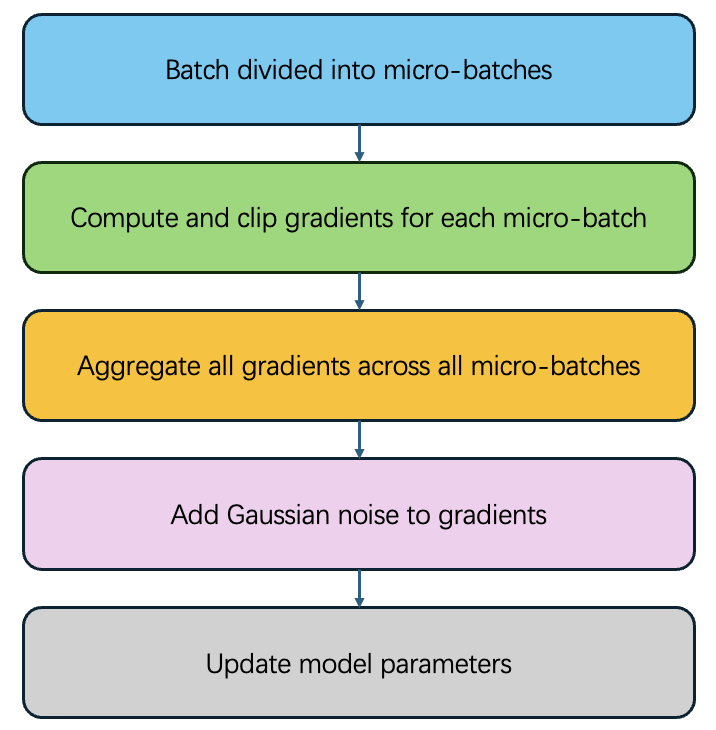 Batch divided into micro-batches
Compute and clip gradients for each micro-batch
Aggregate all gradients across all micro-batches
Add Gaussian noise to gradients
Update model parameters